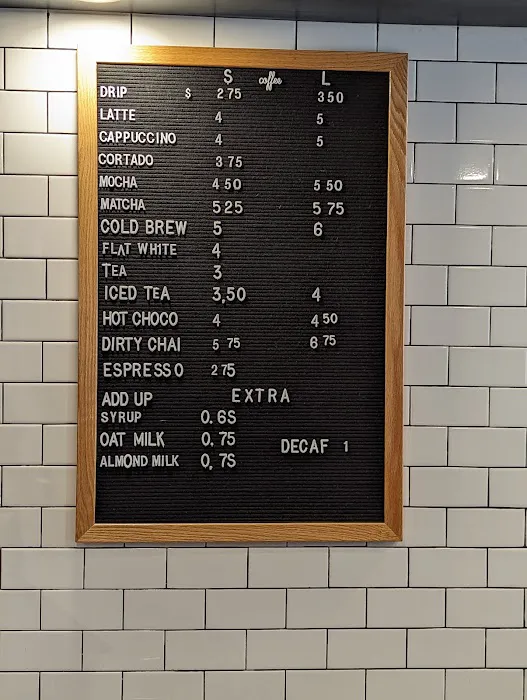 S coffee L
DRIP $ 2 75 3 50
LATTE 4 5
CAPPUCCINO 4 5
CORTADO 3 75
MOCHA 4 50 5 50
MATCHA 5 25 5 75
COLD BREW 5 6
FLAT WH1TE 4
TEA 3
ICED TEA 3,50 4
HOT CHOCO 4 4 50
DIRTY CHAI 5 75 6 75
ESPRESSO 2 75
ADD UP EXTRA
SYRUP 0.6S
OAT MILK 0,75 DECAF 1
ALMOND MILK 0,7S